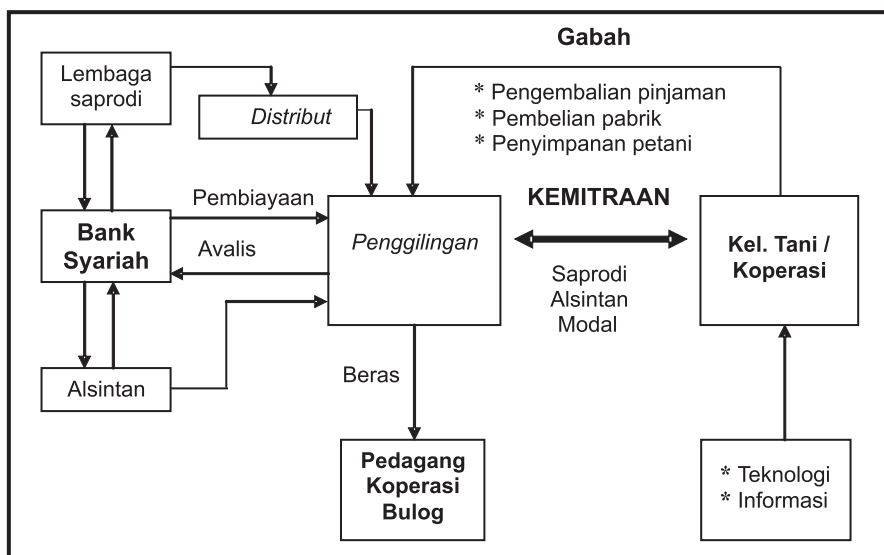 Gabah
Lembaga
saprodi
Distribut
* Pengembalian pinjaman
* Pembelian pabrik
* Penyimpanan petani
Pembiayaan
Bank
Syariah
Avalis
Penggilingan
KEMITRAAN
Saprodi
Alsintan
Modal
Kel. Tani /
Koperasi
Alsintan
Beras
Pedagang
Koperasi
Bulog
* Teknologi
* Informasi